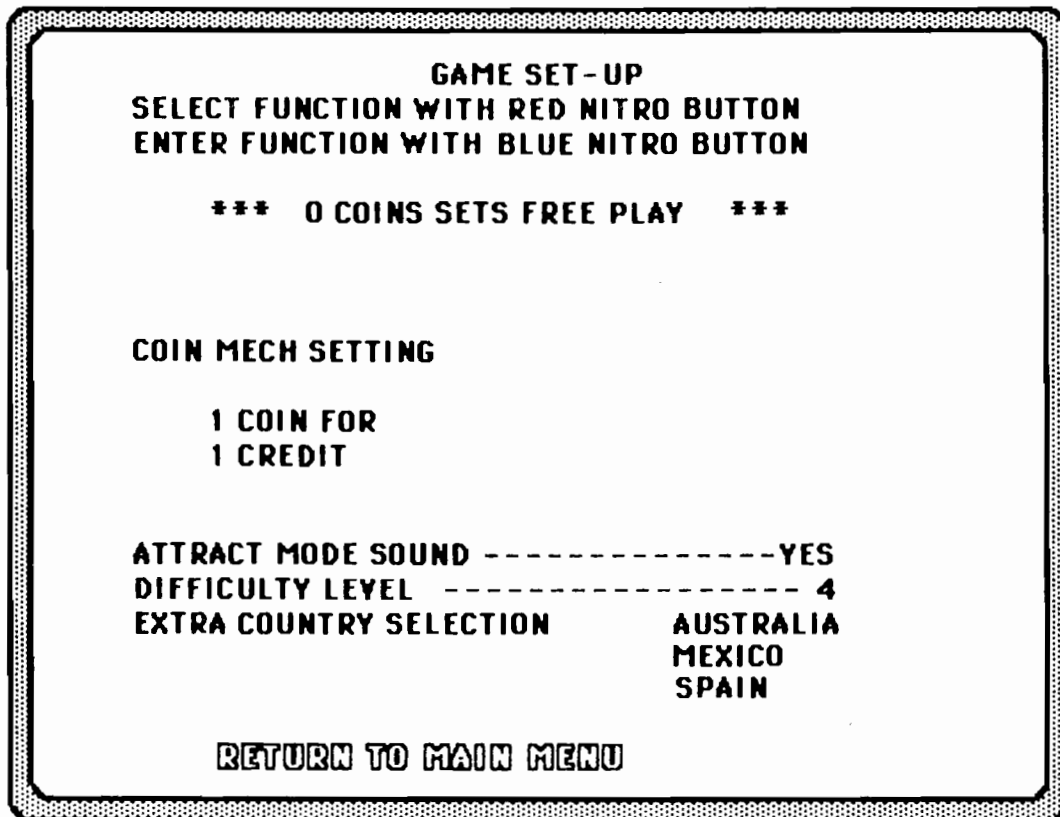 GAME SET-UP
SELECT FUNCTION WITH RED NITRO BUTTON
ENTER FUNCTION WITH BLUE NITRO BUTTON
*** 0 COINS SETS FREE PLAY ***
COIN MECH SETTING
1 COIN FOR
1 CREDIT
ATTRACT MODE SOUND --------------YES
DIFFICULTY LEVEL ----------------- 4
EXTRA COUNTRY SELECTION AUSTRALIA
MEXICO
SPAIN
RETURN TO MAIN MENU